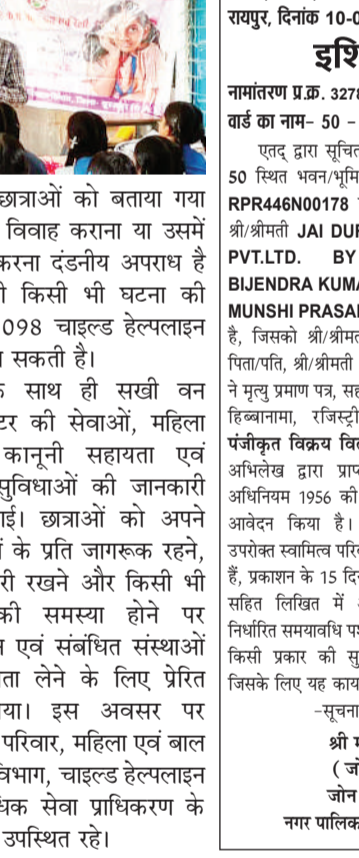 छात्राओं को बताया गया
विवाह कराना या उसमें
करना दंडनीय अपराध है
किसी भी घटना की
098 चाइल्ड हेल्पलाइन
सकती है।
साथ ही सखी वन
टर की सेवाओं, महिला
कानूनी सहायता एवं
सुविधाओं की जानकारी
गई। छात्राओं को अपने
के प्रति जागरूक रहने,
री रखने और किसी भी
की समस्या होने पर
एवं संबंधित संस्थाओं
ता लेने के लिए प्रेरित
या। इस अवसर पर
परिवार, महिला एवं बाल
विभाग, चाइल्ड हेल्पलाइन
धिक सेवा प्राधिकरण के
उपस्थित रहे।
रायपुर, दिनांक 10-0
इशि
नामांतरण प्र.क्र. 3278
वार्ड का नाम- 50 -
एतद् द्वारा सूचित
50 स्थित भवन/भूमि
RPR446N00178
श्री/श्रीमती JAI DUR
PVT.LTD. BY
BIJENDRA KUMA
MUNSHI PRASAD
है, जिसको श्री/श्रीमत
पिता/पति, श्री/श्रीमती
ने मृत्यु प्रमाण पत्र, सह
हिब्बानामा, रजिस्ट्री
पंजीकृत विक्रय विल
अभिलेख द्वारा प्राप्त
अधिनियम 1956 की
आवेदन किया है।
उपरोक्त स्वामित्व परिव
हैं, प्रकाशन के 15 दि
सहित लिखित में
निर्धारित समयावधि पश
किसी प्रकार की सु
जिसके लिए यह काय
-सूचना
श्री म
( जो
जोन
नगर पालिक